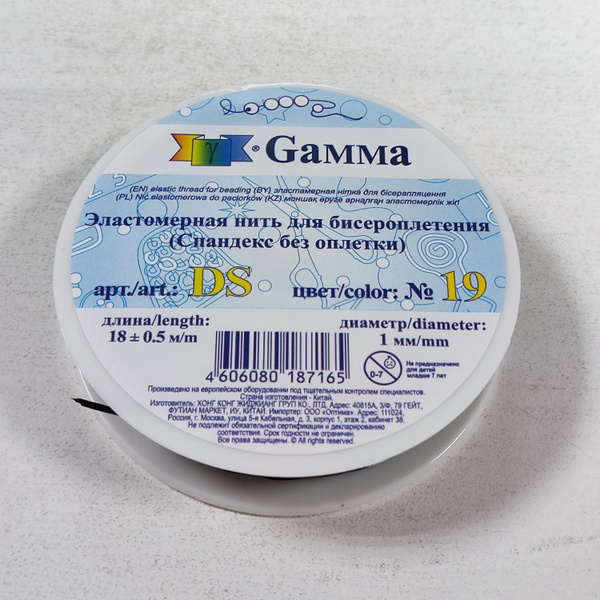 γ ® Gamma
(EN) elastic thread for beading (BY) эластамерная нітка для бісерапляцення
(PL) Nić elastomerowa do paciorków (KZ) моншақ өруге арналған эластомерлік жіп
Эластомерная нить для бисероплетения
(Спандекс без оплетки)
арт./art.: DS цвет/color: № 19
длина/length:
18 ± 0.5 м/m
диаметр/diameter:
1 мм/mm
4 606080 187165
0-7
Не предназначено
для детей
младше 7 лет
Произведено на европейском оборудовании под тщательным контролем специалистов.
Страна изготовления - Китай.
Изготовитель: ХОНГ КОНГ ЖИДЖИАНГ ГРУП КО., ЛТД. Адрес: 40815А, 3/Ф, 79 ГЕЙТ,
ФУТИАН МАРКЕТ, ИУ, КИТАЙ. Импортер: ООО «Оптима». Адрес: 111024,
Россия, г. Москва, улица 5-я Кабельная, д. 3, корпус 1, этаж 2, кабинет 38.
Не подлежит обязательной сертификации и декларированию
соответствия. Срок годности не ограничен.
Все права защищены. © All rights reserved.